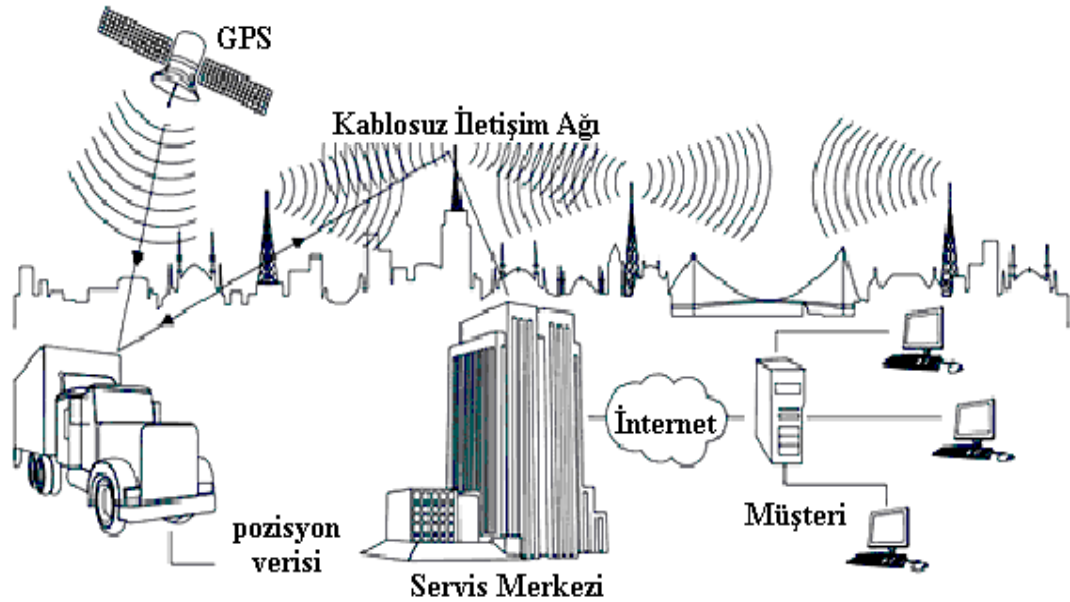 GPS
Kablosuz İletişim Ağı
İnternet
Müşteri
pozisyon
verisi
Servis Merkezi